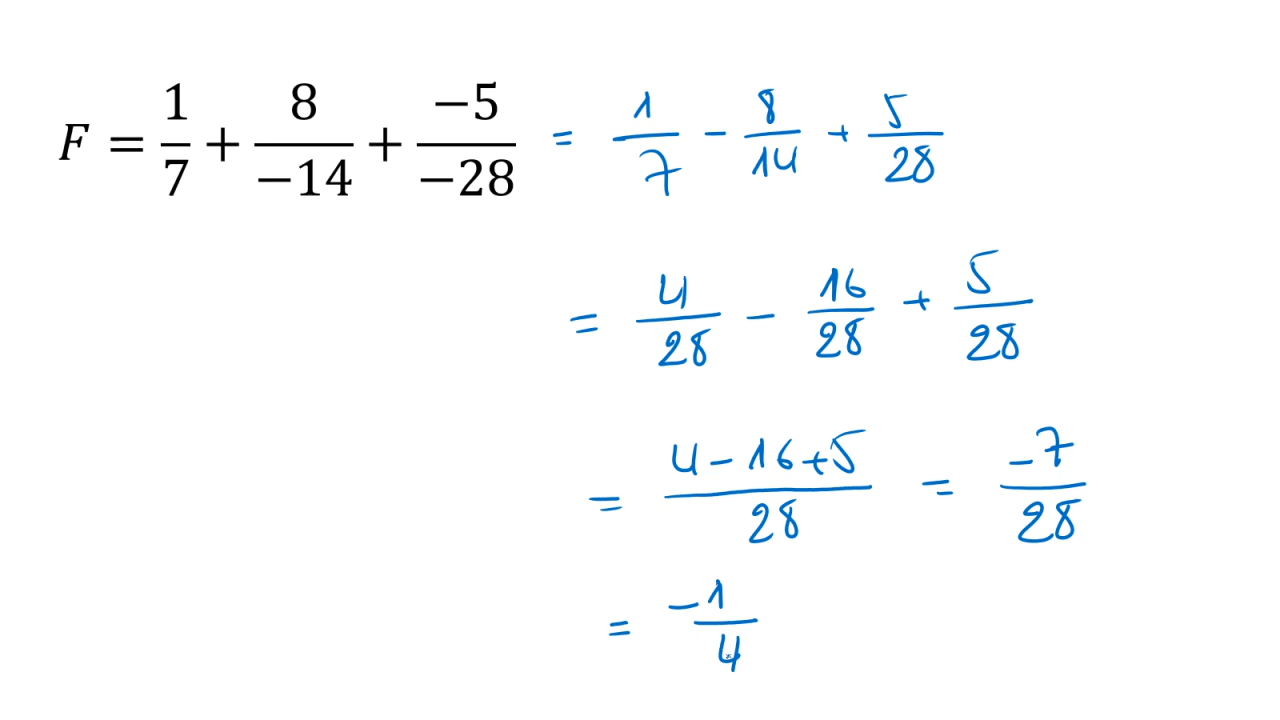 F = 1/7 + 8/−14 + −5/−28 = 1/7 − 8/14 + 5/28
= 4/28 − 16/28 + 5/28
= 4 − 16 + 5/28 = −7/28
= −1/4